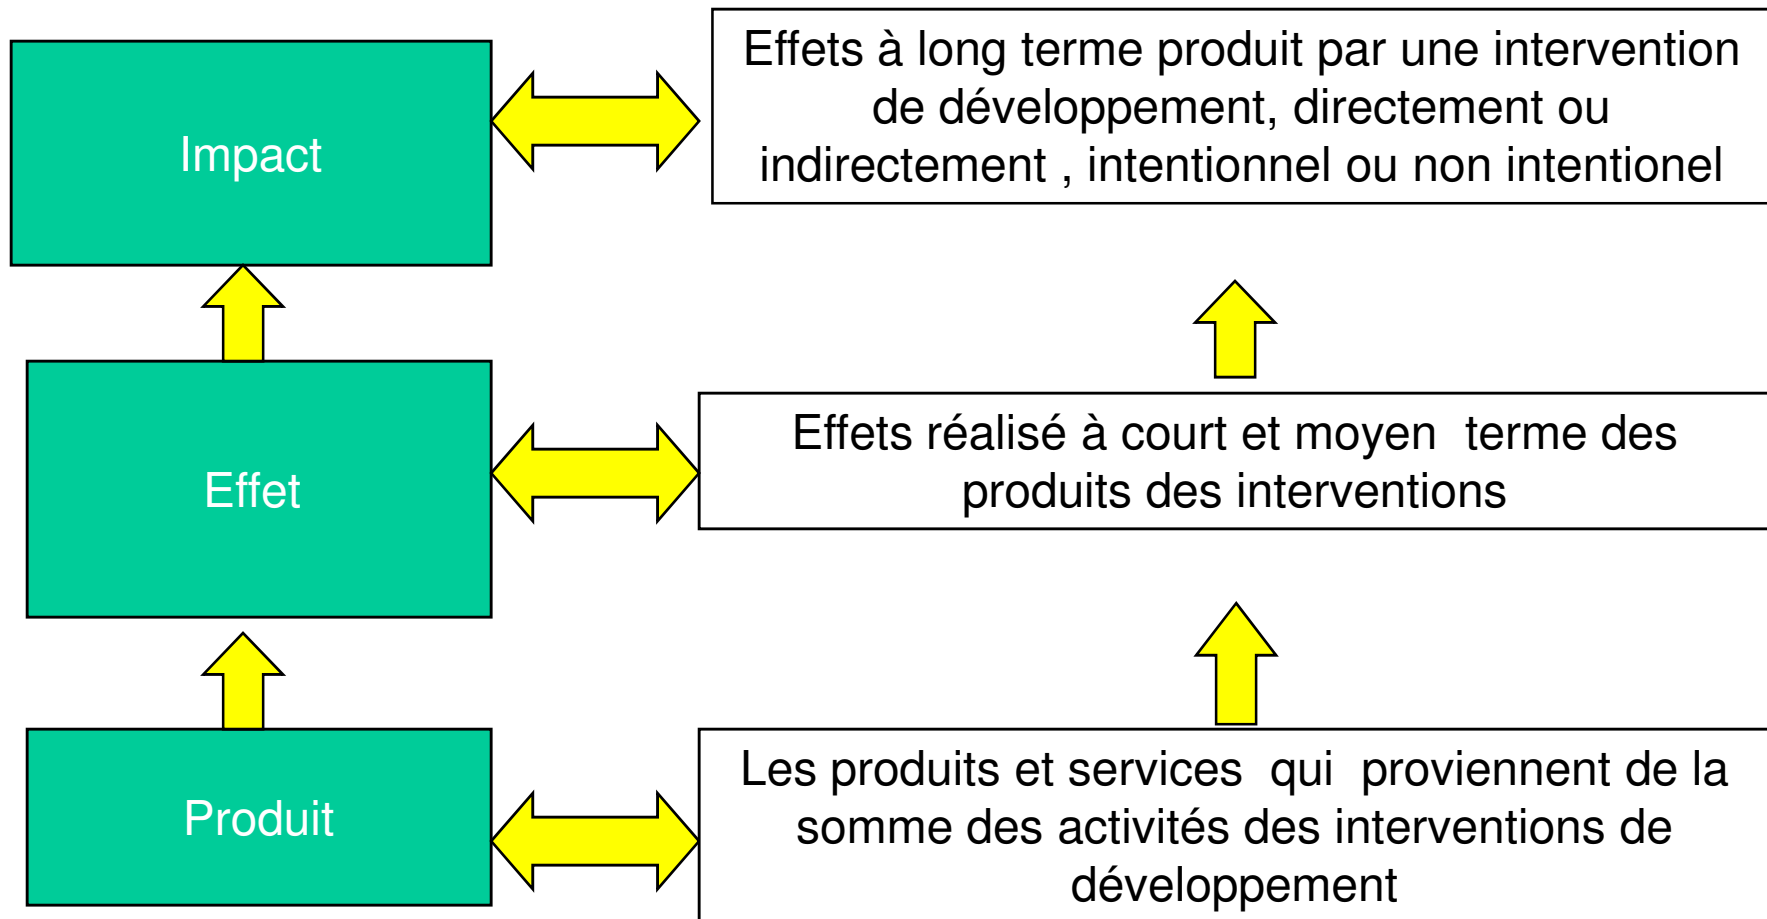 Impact
Effets à long terme produit par une intervention
de développement, directement ou
indirectement , intentionnel ou non intentionel
Effet
Effets réalisé à court et moyen  terme des
produits des interventions
Produit
Les produits et services  qui  proviennent de la
somme des activités des interventions de
développement